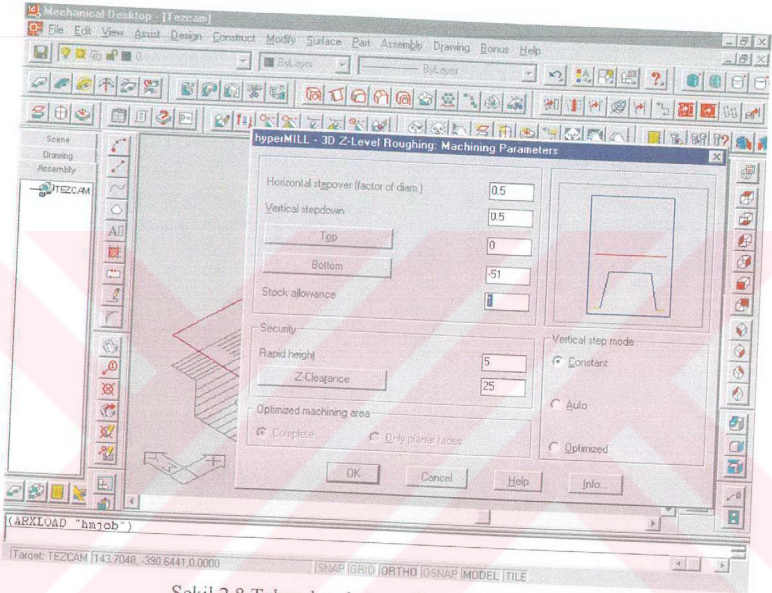 Mechanical Desktop - [Tezcam]
File Edit View Assist Design Construct Modify Surface Part Assembly Drawing Bonus Help
0 ByLayer ByLayer
Scene
Drawing
Assembly
TEZCAM
hyperMILL - 3D Z-Level Roughing: Machining Parameters
Horizontal stepover (factor of diam.) 0.5
Vertical stepdown 0.5
Top 0
Bottom -51
Stock allowance
Security
Rapid height 5
Z-Clearance 25
Optimized machining area
Complete Only planar faces
Vertical step mode
Constant
Auto
Optimized
OK Cancel Help Info...
(ARXLOAD "hmjob")
Target: TEZCAM 143.7048, -390.6441,0.0000 SNAP GRID ORTHO OSNAP MODEL TILE
Şekil 2.8